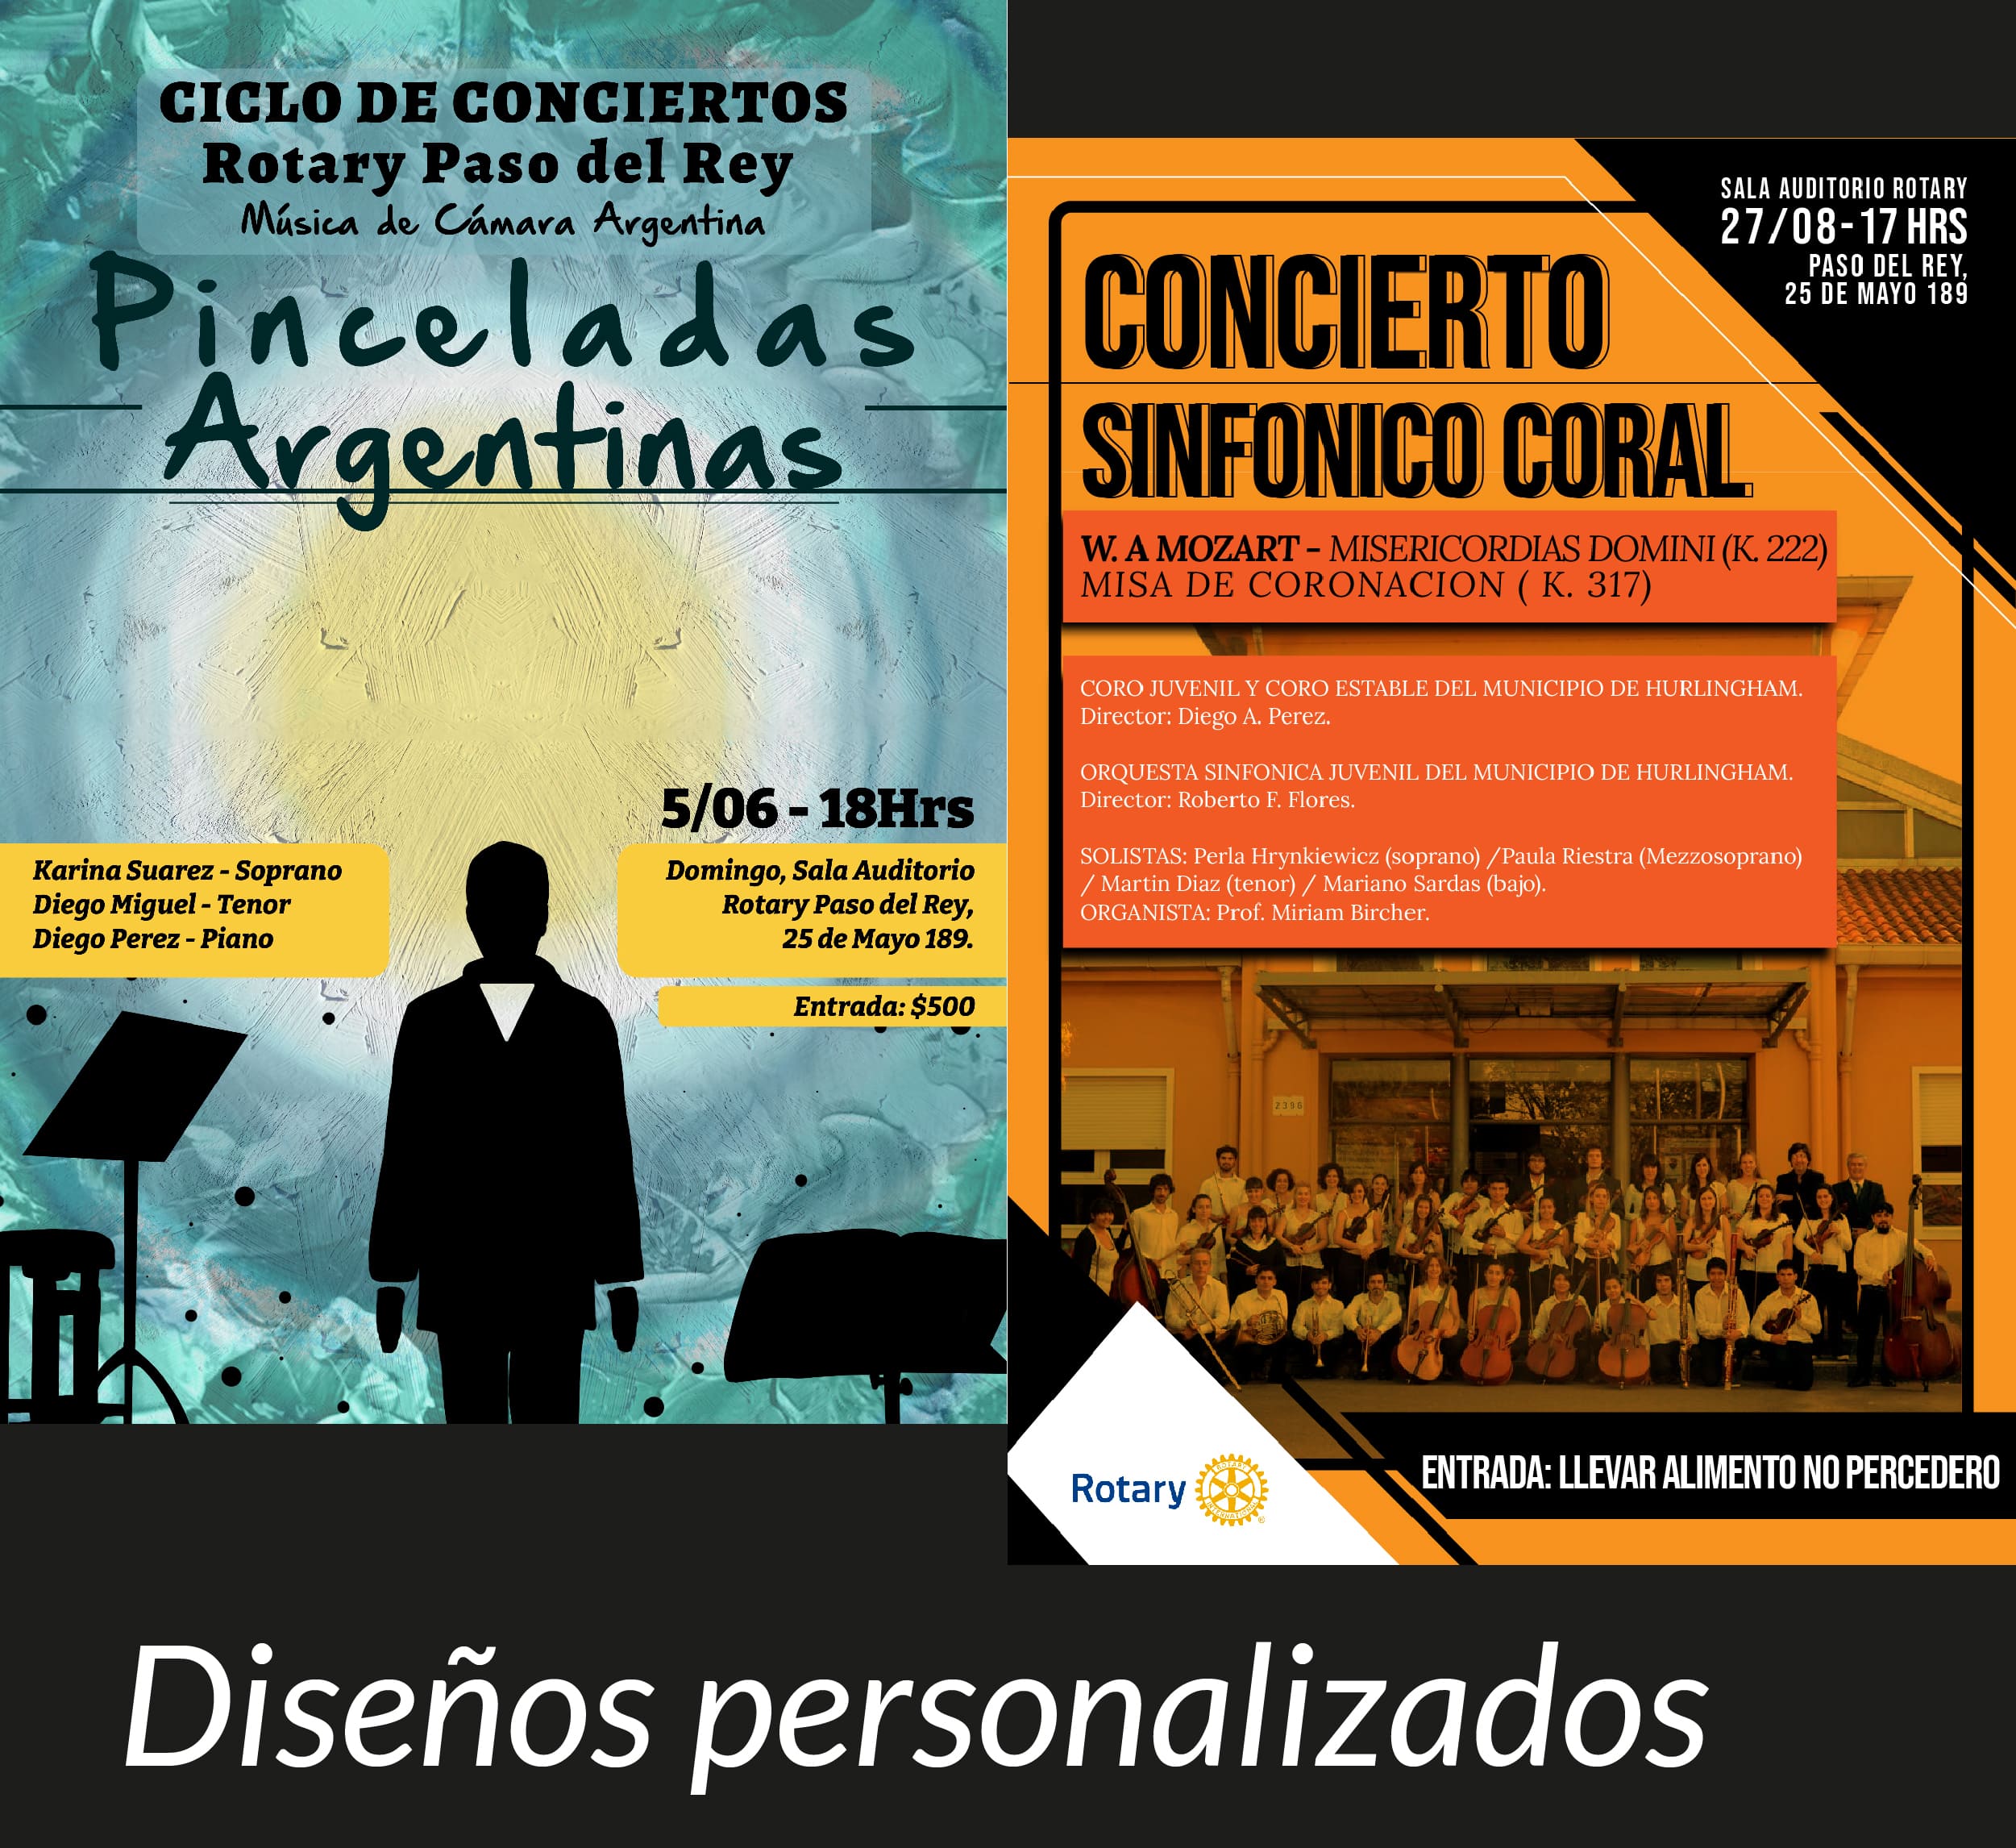 CICLO DE CONCIERTOS
Rotary Paso del Rey
Música de Cámara Argentina
Pinceladas
Argentinas
5/06 - 18Hrs
Karina Suarez - Soprano
Diego Miguel - Tenor
Diego Perez - Piano
Domingo, Sala Auditorio
Rotary Paso del Rey,
25 de Mayo 189.
Entrada: $500
SALA AUDITORIO ROTARY
27/08-17 HRS
PASO DEL REY,
25 DE MAYO 189
CONCIERTO
SINFONICO CORAL
W. A MOZART - MISERICORDIAS DOMINI (K. 222)
MISA DE CORONACION ( K. 317)
CORO JUVENIL Y CORO ESTABLE DEL MUNICIPIO DE HURLINGHAM.
Director: Diego A. Perez.
ORQUESTA SINFONICA JUVENIL DEL MUNICIPIO DE HURLINGHAM.
Director: Roberto F. Flores.
SOLISTAS: Perla Hrynkiewicz (soprano) /Paula Riestra (Mezzosoprano)
/ Martin Diaz (tenor) / Mariano Sardas (bajo).
ORGANISTA: Prof. Miriam Bircher.
2396
Rotary
ROTARY
INTERNATIONAL
ENTRADA: LLEVAR ALIMENTO NO PERCEDERO
Diseños personalizados